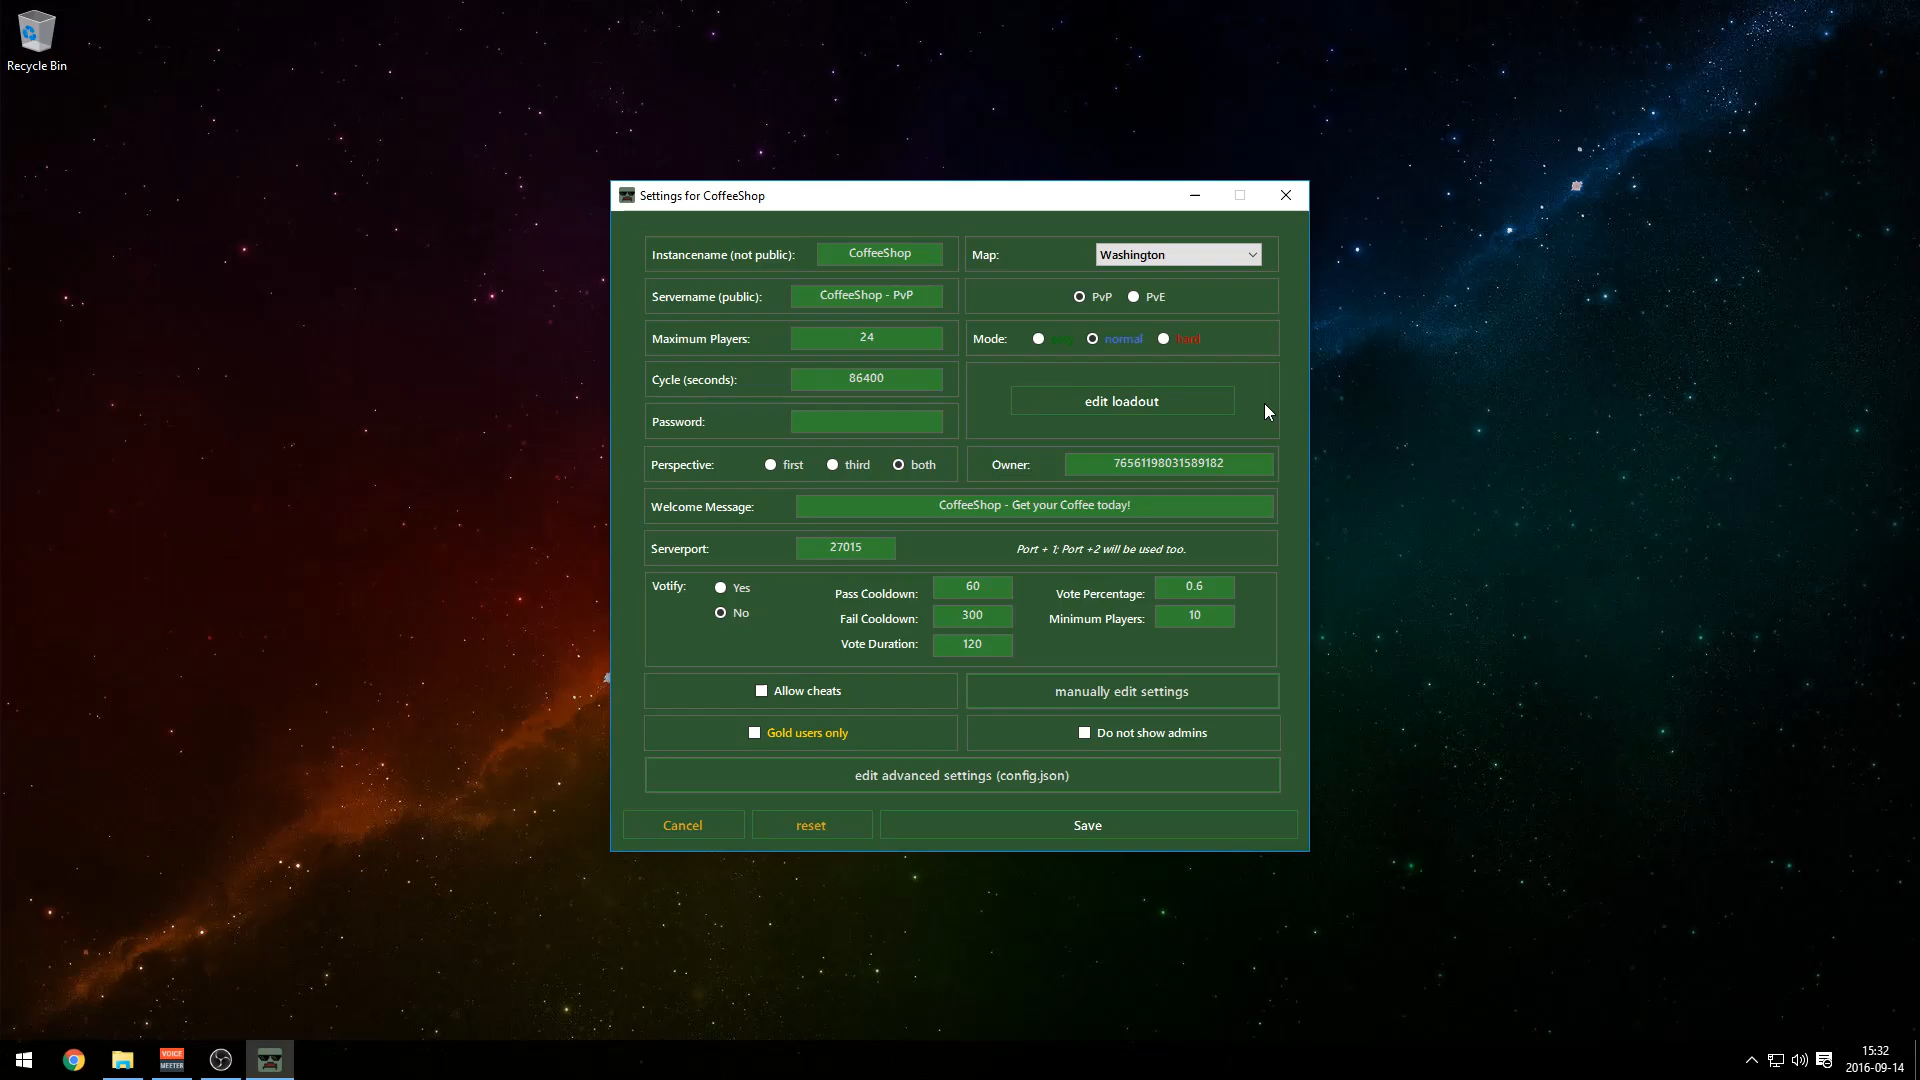 Recycle Bin
Settings for CoffeeShop
Instancename (not public): CoffeeShop
Map: Washington
Servername (public): CoffeeShop - PvP
PvP PvE
Maximum Players: 24
Mode: easy normal hard
Cycle (seconds): 86400
edit loadout
Password:
Perspective: first third both
Owner: 76561198031589182
Welcome Message: CoffeeShop - Get your Coffee today!
Serverport: 27015 Port + 1; Port +2 will be used too.
Votify: Yes
No
Pass Cooldown: 60
Fail Cooldown: 300
Vote Duration: 120
Vote Percentage: 0.6
Minimum Players: 10
Allow cheats
manually edit settings
Gold users only
Do not show admins
edit advanced settings (config.json)
Cancel reset Save
VOICE
MEETER
15:32
2016-09-14